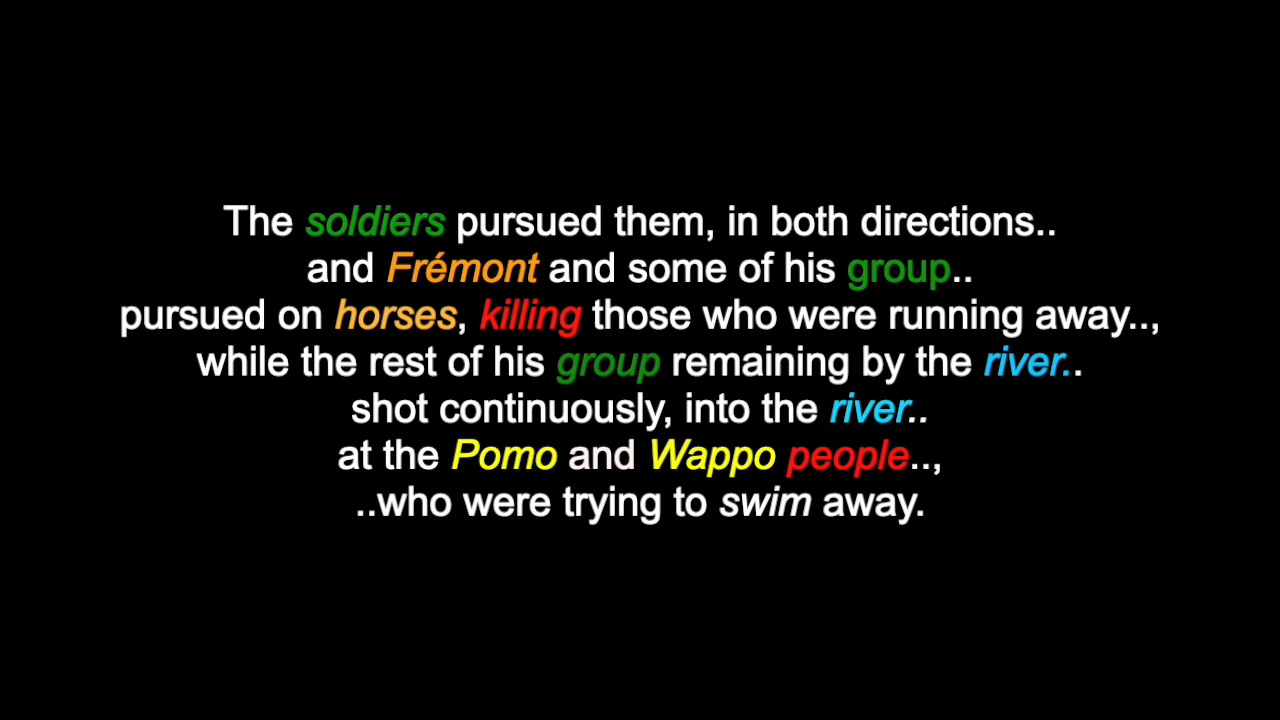 The soldiers pursued them, in both directions..
and Frémont and some of his group..
pursued on horses, killing those who were running away..,
while the rest of his group remaining by the river..
shot continuously, into the river..
at the Pomo and Wappo people..,
..who were trying to swim away.